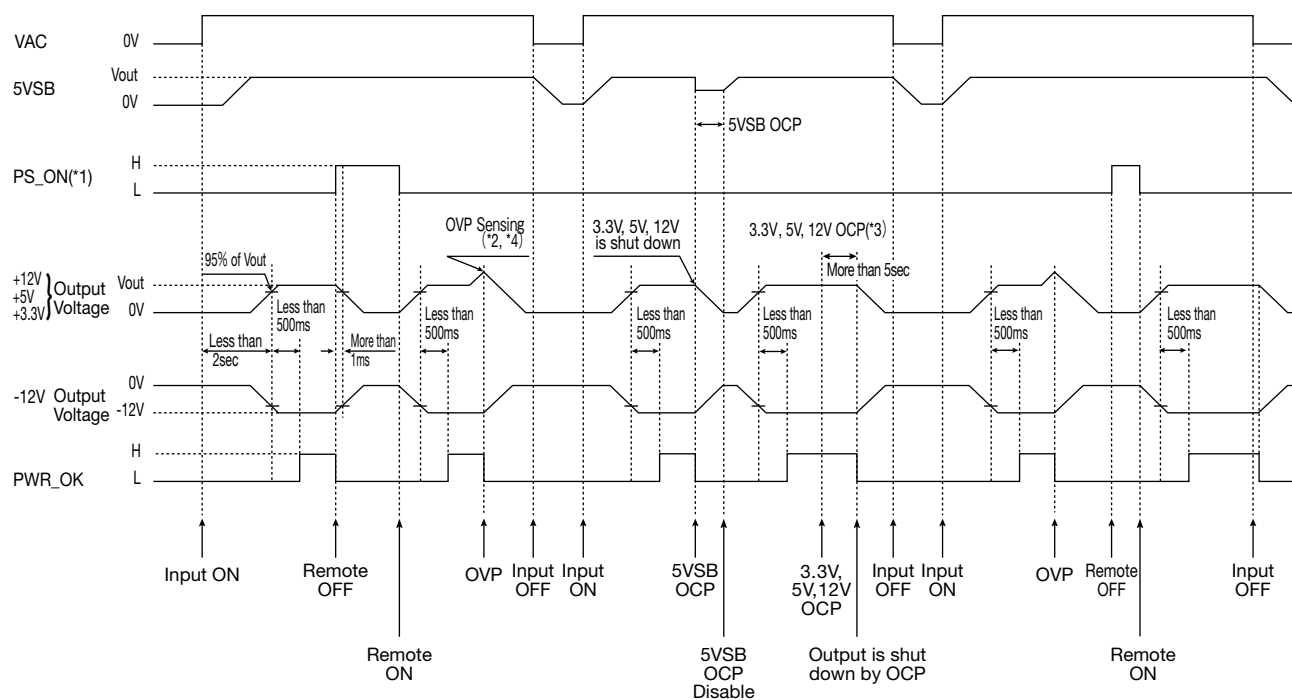 VAC
0V
5VSB
Vout
0V
5VSB OCP
PS_ON(*1)
H
L
OVP Sensing
(*2, *4)
3.3V, 5V, 12V
is shut down
3.3V, 5V, 12V OCP(*3)
More than 5sec
95% of Vout
+12V
+5V
+3.3V
Output
Voltage
Vout
0V
Less than
500ms
Less than
2sec
More than
1ms
Less than
500ms
Less than
500ms
Less than
500ms
Less than
500ms
Less than
500ms
-12V Output
Voltage
0V
-12V
PWR_OK
H
L
Input ON
Remote
OFF
OVP
Input
OFF
Input
ON
5VSB
OCP
3.3V,
5V,12V
OCP
Input
OFF
Input
ON
OVP
Remote
OFF
Input
OFF
Remote
ON
5VSB
OCP
Disable
Output is shut
down by OCP
Remote
ON